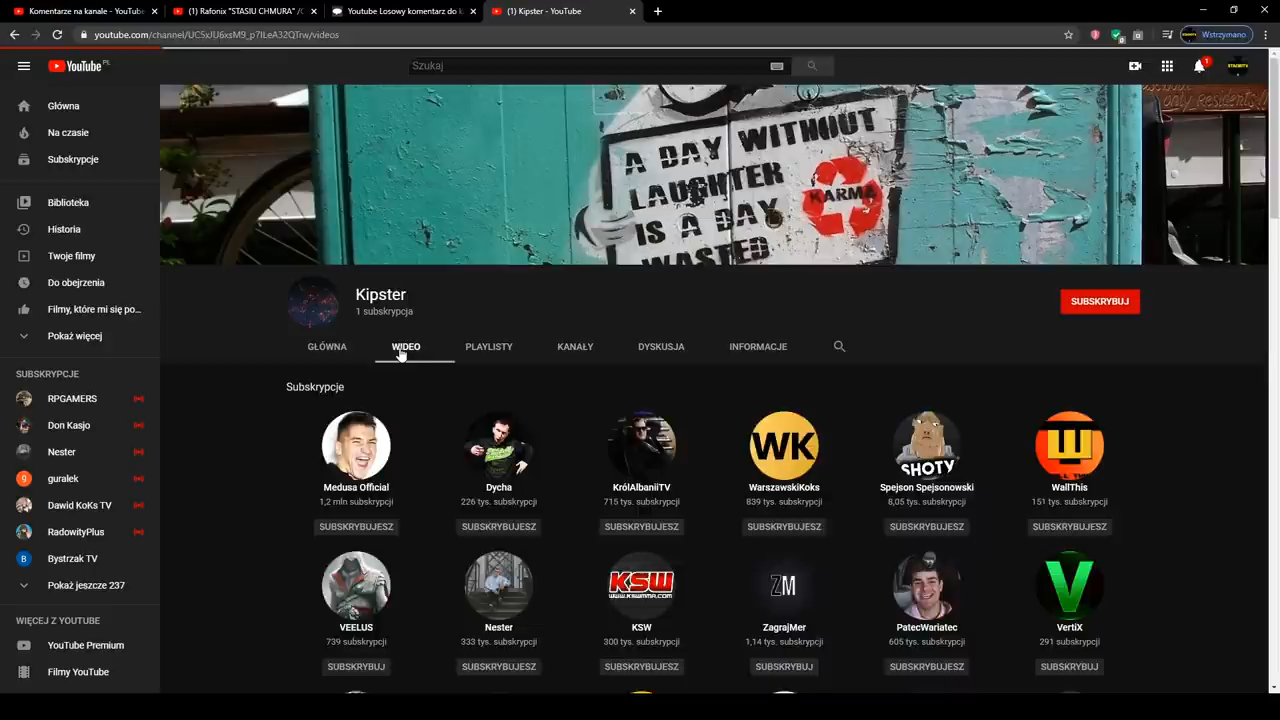 Komentarze na kanale - YouTube
(1) Rafonix "STASIU CHMURA" /C
Youtube Losowy komentarz do k
(1) Kipster - YouTube
youtube.com/channel/UCSxJU6xsM9_p7ILeA32QTrw/videos
Wstrzymano
YouTube PL
Szukaj
1
Główna
Na czasie
Subskrypcje
Biblioteka
Historia
Twoje filmy
Do obejrzenia
Filmy, które mi się po...
Pokaż więcej
SUBSKRYPCJE
RPGAMERS
Don Kasjo
Nester
g guralek
Dawid KoKs TV
RadowityPlus
B Bystrzak TV
Pokaż jeszcze 237
WIĘCEJ Z YOUTUBE
YouTube Premium
Filmy YouTube
A DAY WITHOUT
LAUGHTER
IS A DAY
WASTED
KARMA
only Residents!!
Kipster
1 subskrypcja
SUBSKRYBUJ
GŁÓWNA WIDEO PLAYLISTY KANAŁY DYSKUSJA INFORMACJE
Subskrypcje
WK
SHOTY
Medusa Official Dycha KrólAlbaniiTV WarszawskiKoks Spejson Spejsonowski WallThis
1,2 mln subskrypcji 226 tys. subskrypcji 715 tys. subskrypcji 839 tys. subskrypcji 8,05 tys. subskrypcji 151 tys. subskrypcji
SUBSKRYBUJESZ SUBSKRYBUJESZ SUBSKRYBUJESZ SUBSKRYBUJESZ SUBSKRYBUJESZ SUBSKRYBUJESZ
KSW
WWW.KSWMMA.COM
ZM
V
VEELUS Nester KSW ZagrajMer PatecWariatec VertiX
739 subskrypcji 333 tys. subskrypcji 300 tys. subskrypcji 1,14 tys. subskrypcji 605 tys. subskrypcji 291 subskrypcji
SUBSKRYBUJ SUBSKRYBUJESZ SUBSKRYBUJESZ SUBSKRYBUJ SUBSKRYBUJESZ SUBSKRYBUJ